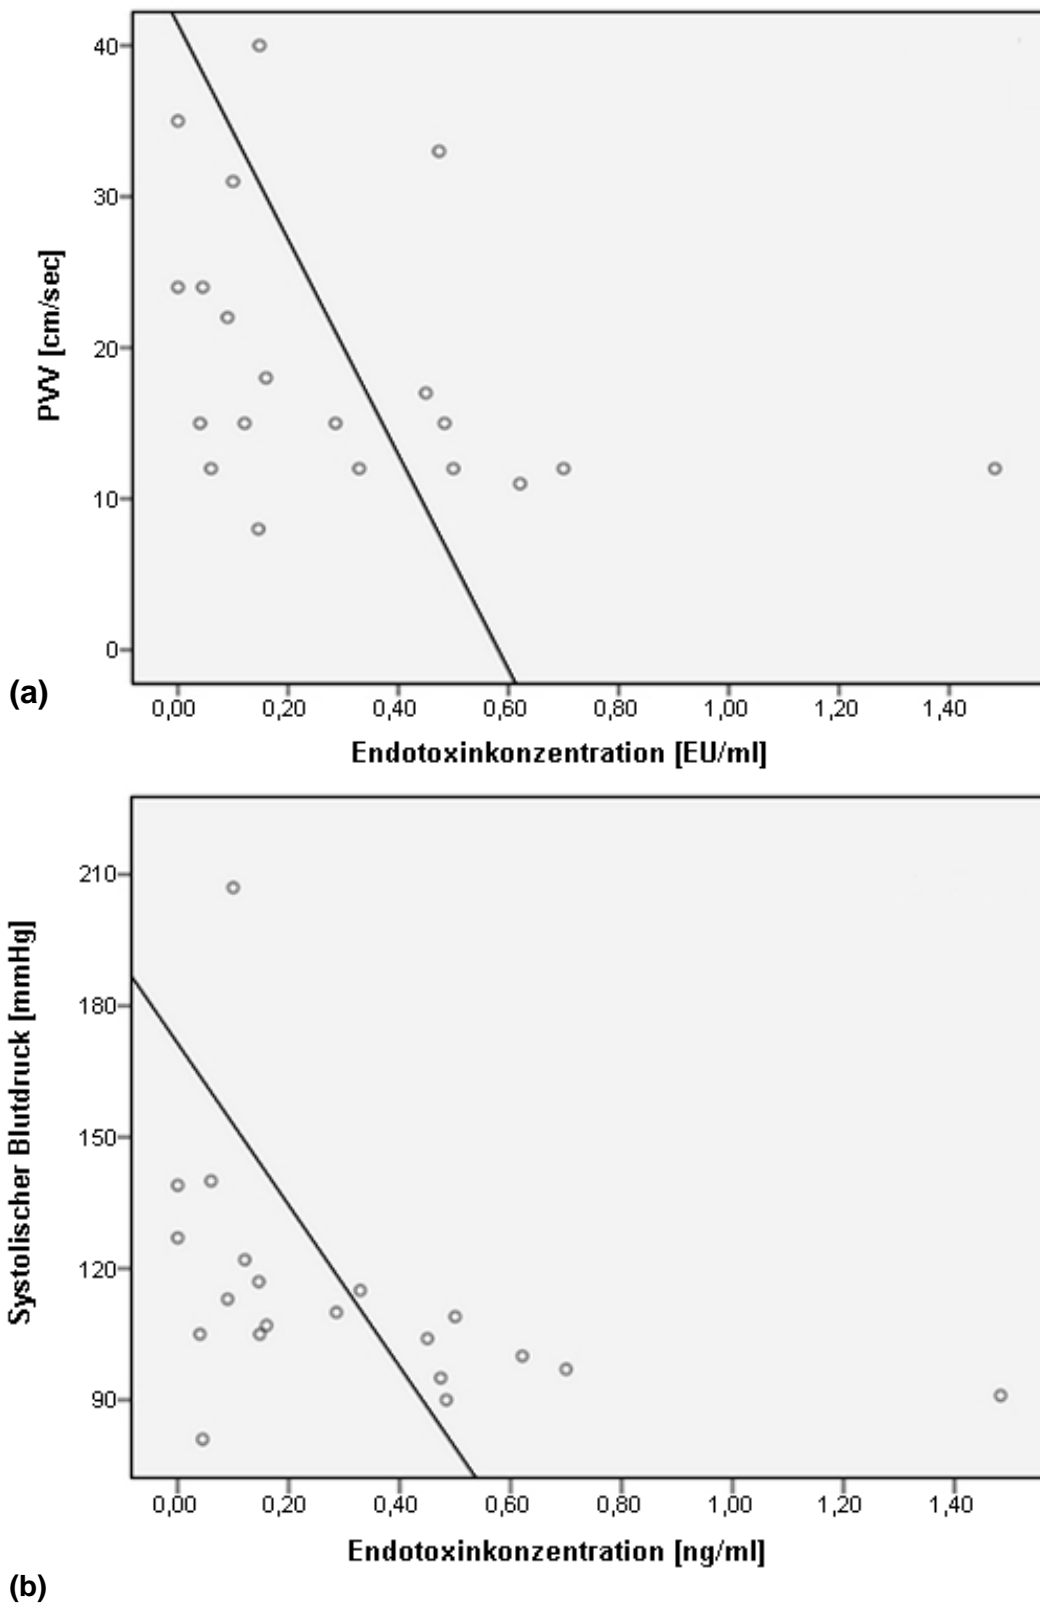 40
30
20
10
0
PVV [cm/sec]
(a)
0,00 0,20 0,40 0,60 0,80 1,00 1,20 1,40
Endotoxinkonzentration [EU/ml]
210
180
150
120
90
Systolischer Blutdruck [mmHg]
0,00 0,20 0,40 0,60 0,80 1,00 1,20 1,40
Endotoxinkonzentration [ng/ml]
(b)